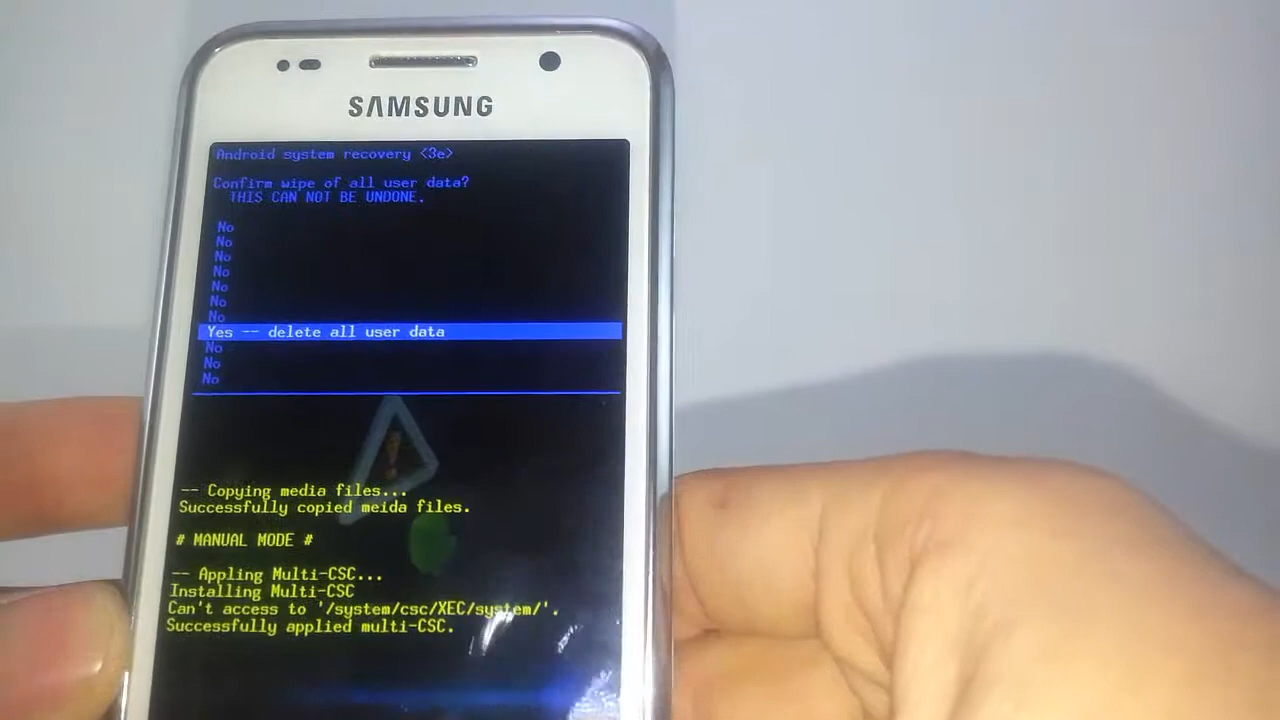 SAMSUNG
Android system recovery <3e>
Confirm wipe of all user data?
THIS CAN NOT BE UNDONE.
No
No
No
No
No
No
No
Yes -- delete all user data
No
No
No
-- Copying media files...
Successfully copied meida files.
# MANUAL MODE #
-- Appling Multi-CSC...
Installing Multi-CSC
Can't access to '/system/csc/XEC/system/'.
Successfully applied multi-CSC.